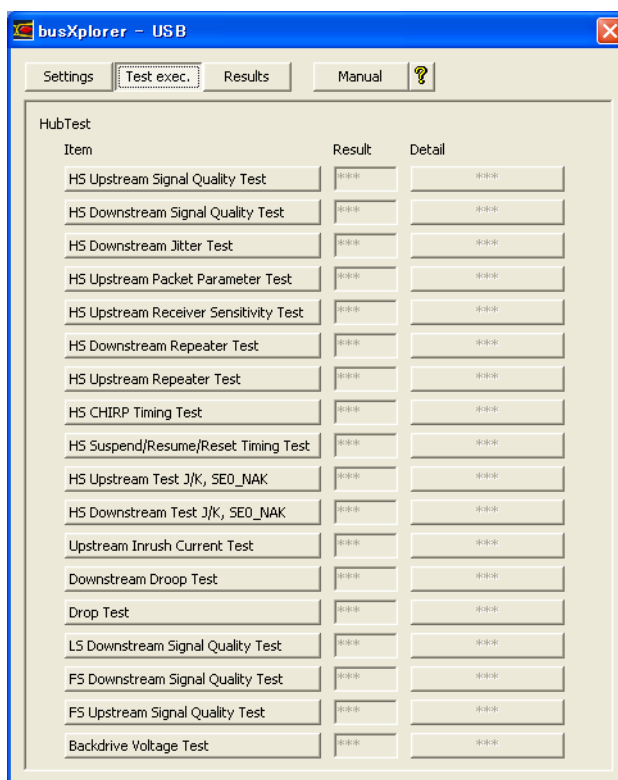 busXplorer - USB
Settings Test exec. Results Manual ?
HubTest
Item Result Detail
HS Upstream Signal Quality Test *** ***
HS Downstream Signal Quality Test *** ***
HS Downstream Jitter Test *** ***
HS Upstream Packet Parameter Test *** ***
HS Upstream Receiver Sensitivity Test *** ***
HS Downstream Repeater Test *** ***
HS Upstream Repeater Test *** ***
HS CHIRP Timing Test *** ***
HS Suspend/Resume/Reset Timing Test *** ***
HS Upstream Test J/K, SE0_NAK *** ***
HS Downstream Test J/K, SE0_NAK *** ***
Upstream Inrush Current Test *** ***
Downstream Droop Test *** ***
Drop Test *** ***
LS Downstream Signal Quality Test *** ***
FS Downstream Signal Quality Test *** ***
FS Upstream Signal Quality Test *** ***
Backdrive Voltage Test *** ***